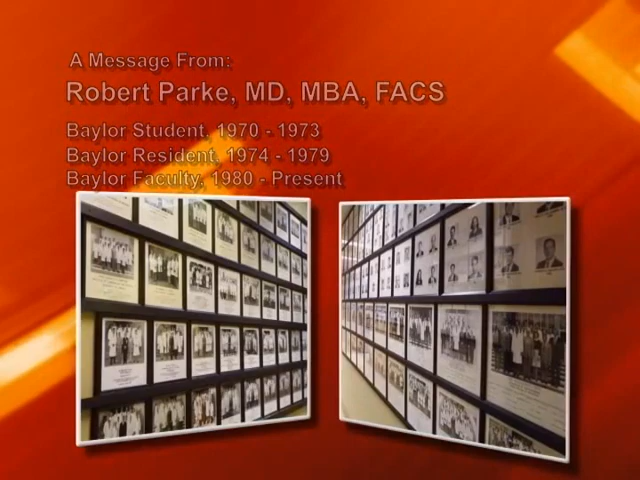 A Message From:
Robert Parke, MD, MBA, FACS
Baylor Student, 1970 - 1973
Baylor Resident, 1974 - 1979
Baylor Faculty, 1980 - Present